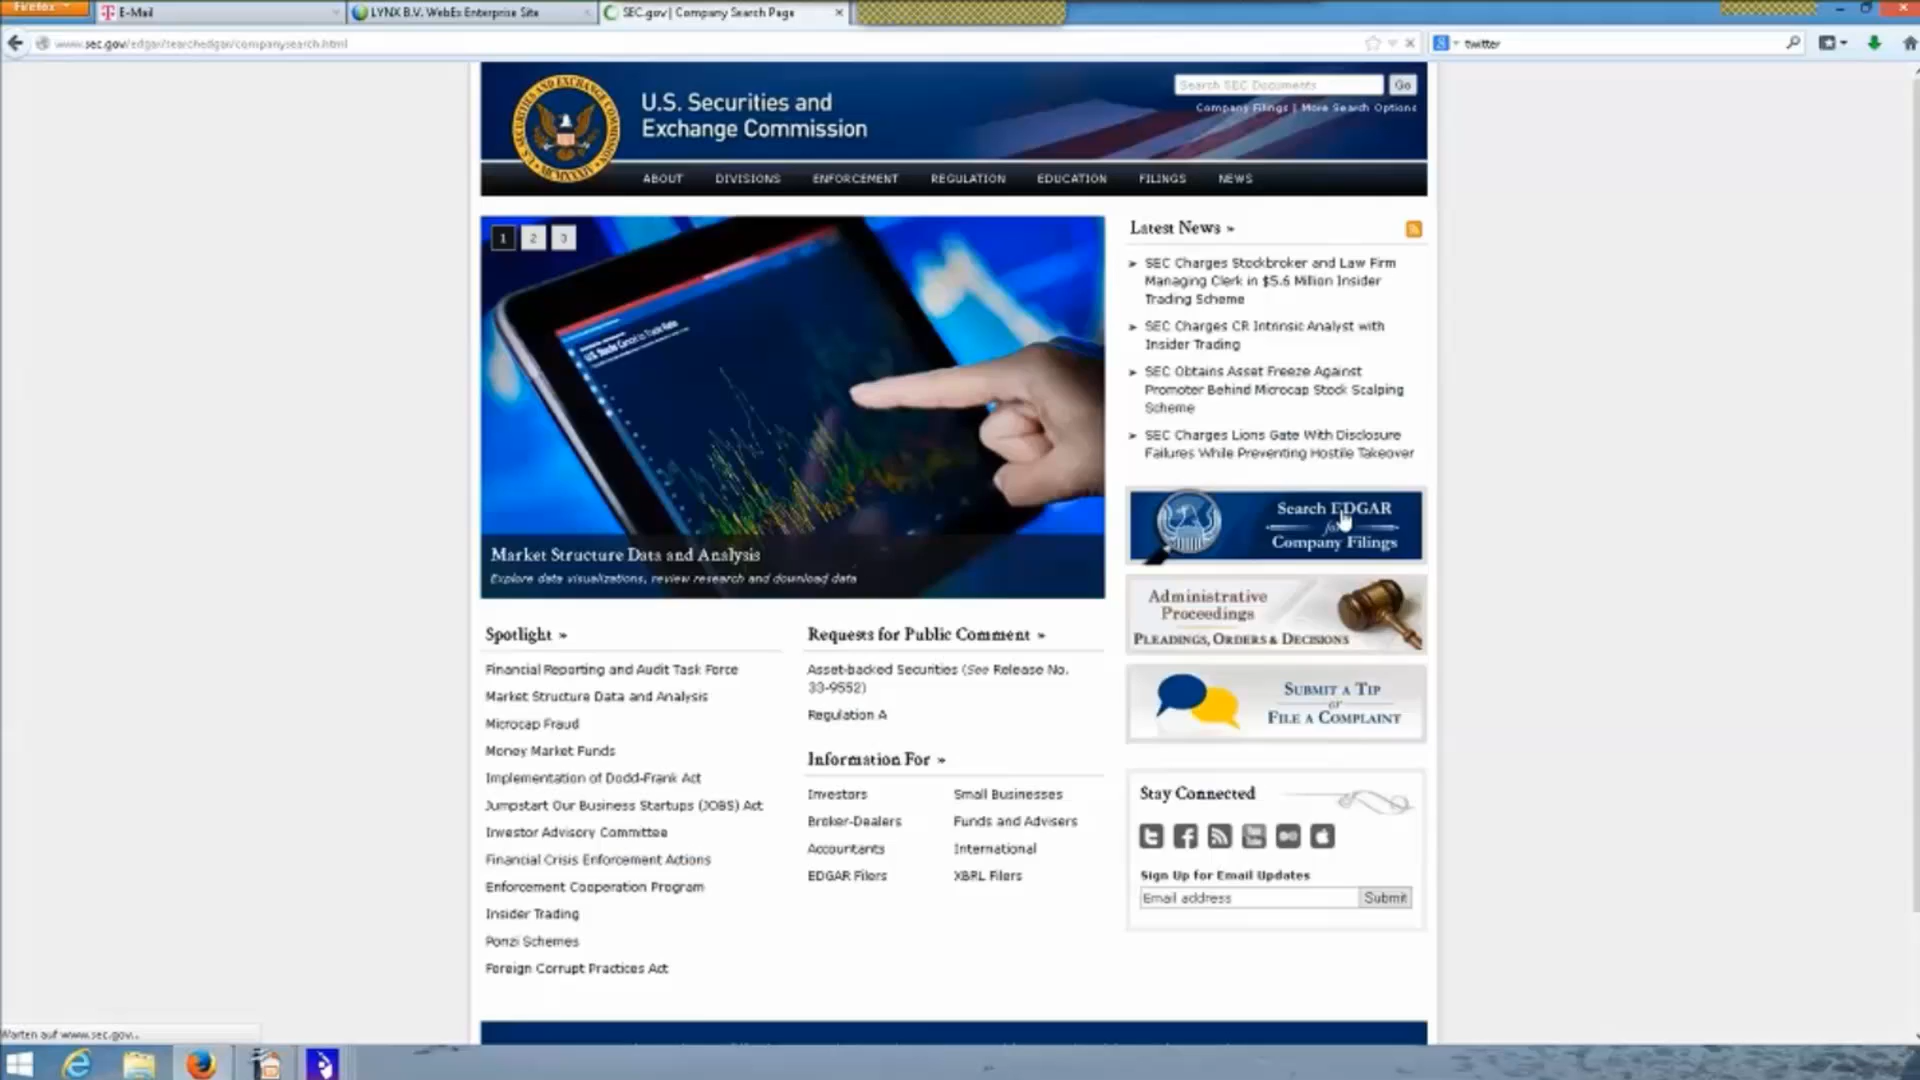 Firefox
E-Mail
LYNX B.V. WebEx Enterprise Site
SEC.gov | Company Search Page
www.sec.gov/edgar/searchedgar/companysearch.html
twitter
U.S. Securities and
Exchange Commission
Search SEC Documents
Go
Company Filings | More Search Options
ABOUT DIVISIONS ENFORCEMENT REGULATION EDUCATION FILINGS NEWS
1 2 3
Market Structure Data and Analysis
Explore data visualizations, review research and download data
Latest News »
SEC Charges Stockbroker and Law Firm
Managing Clerk in $5.6 Million Insider
Trading Scheme
SEC Charges CR Intrinsic Analyst with
Insider Trading
SEC Obtains Asset Freeze Against
Promoter Behind Microcap Stock Scalping
Scheme
SEC Charges Lions Gate With Disclosure
Failures While Preventing Hostile Takeover
Search EDGAR
for
Company Filings
Administrative
Proceedings
PLEADINGS, ORDERS & DECISIONS
SUBMIT A TIP
or
FILE A COMPLAINT
Spotlight »
Financial Reporting and Audit Task Force
Market Structure Data and Analysis
Microcap Fraud
Money Market Funds
Implementation of Dodd-Frank Act
Jumpstart Our Business Startups (JOBS) Act
Investor Advisory Committee
Financial Crisis Enforcement Actions
Enforcement Cooperation Program
Insider Trading
Ponzi Schemes
Foreign Corrupt Practices Act
Requests for Public Comment »
Asset-backed Securities (See Release No.
33-9552)
Regulation A
Information For »
Investors Small Businesses
Broker-Dealers Funds and Advisers
Accountants International
EDGAR Filers XBRL Filers
Stay Connected
Sign Up for Email Updates
Email address
Submit
Warten auf www.sec.gov...